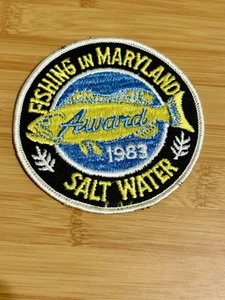 FISHING IN MARYLAND
Award
1983
SALT WATER